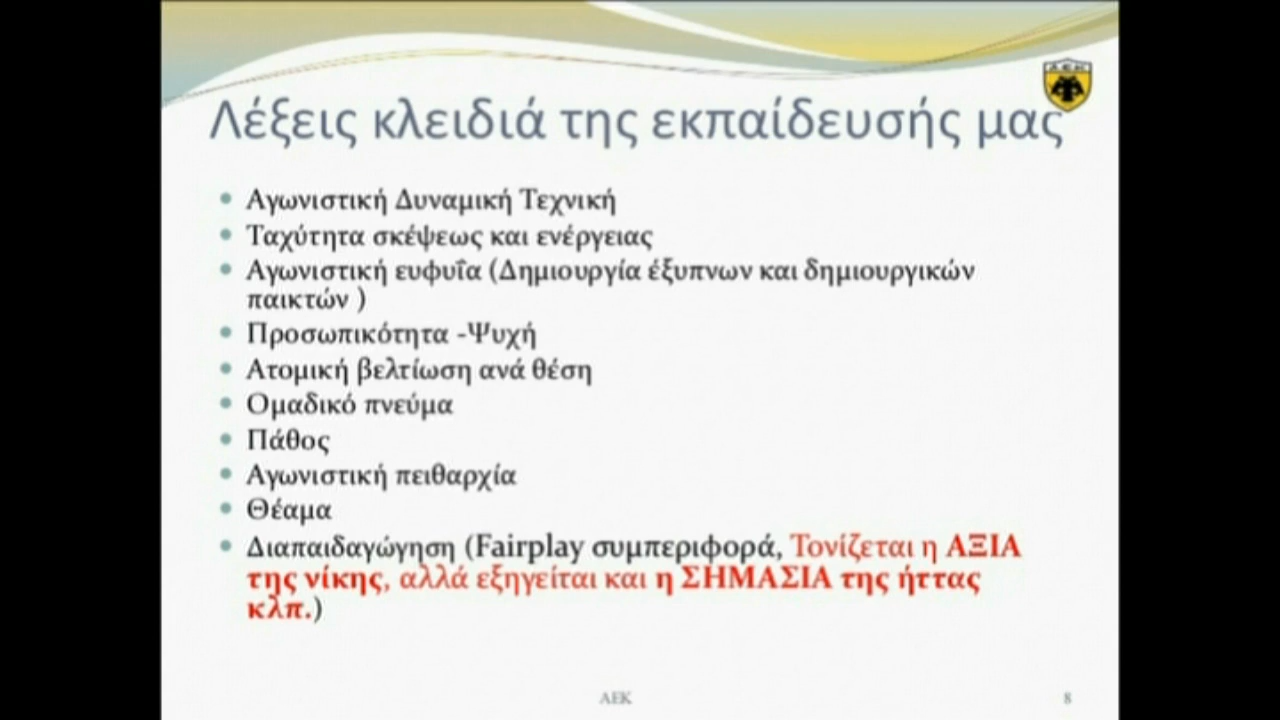 ΑΕΚ
Λέξεις κλειδιά της εκπαίδευσής μας
• Αγωνιστική Δυναμική Τεχνική
• Ταχύτητα σκέψεως και ενέργειας
• Αγωνιστική ευφυΐα (Δημιουργία έξυπνων και δημιουργικών
παικτών )
• Προσωπικότητα -Ψυχή
• Ατομική βελτίωση ανά θέση
• Ομαδικό πνεύμα
• Πάθος
• Αγωνιστική πειθαρχία
• Θέαμα
• Διαπαιδαγώγηση (Fairplay συμπεριφορά, Τονίζεται η ΑΞΙΑ
της νίκης, αλλά εξηγείται και η ΣΗΜΑΣΙΑ της ήττας
κλπ.)
ΑΕΚ
8